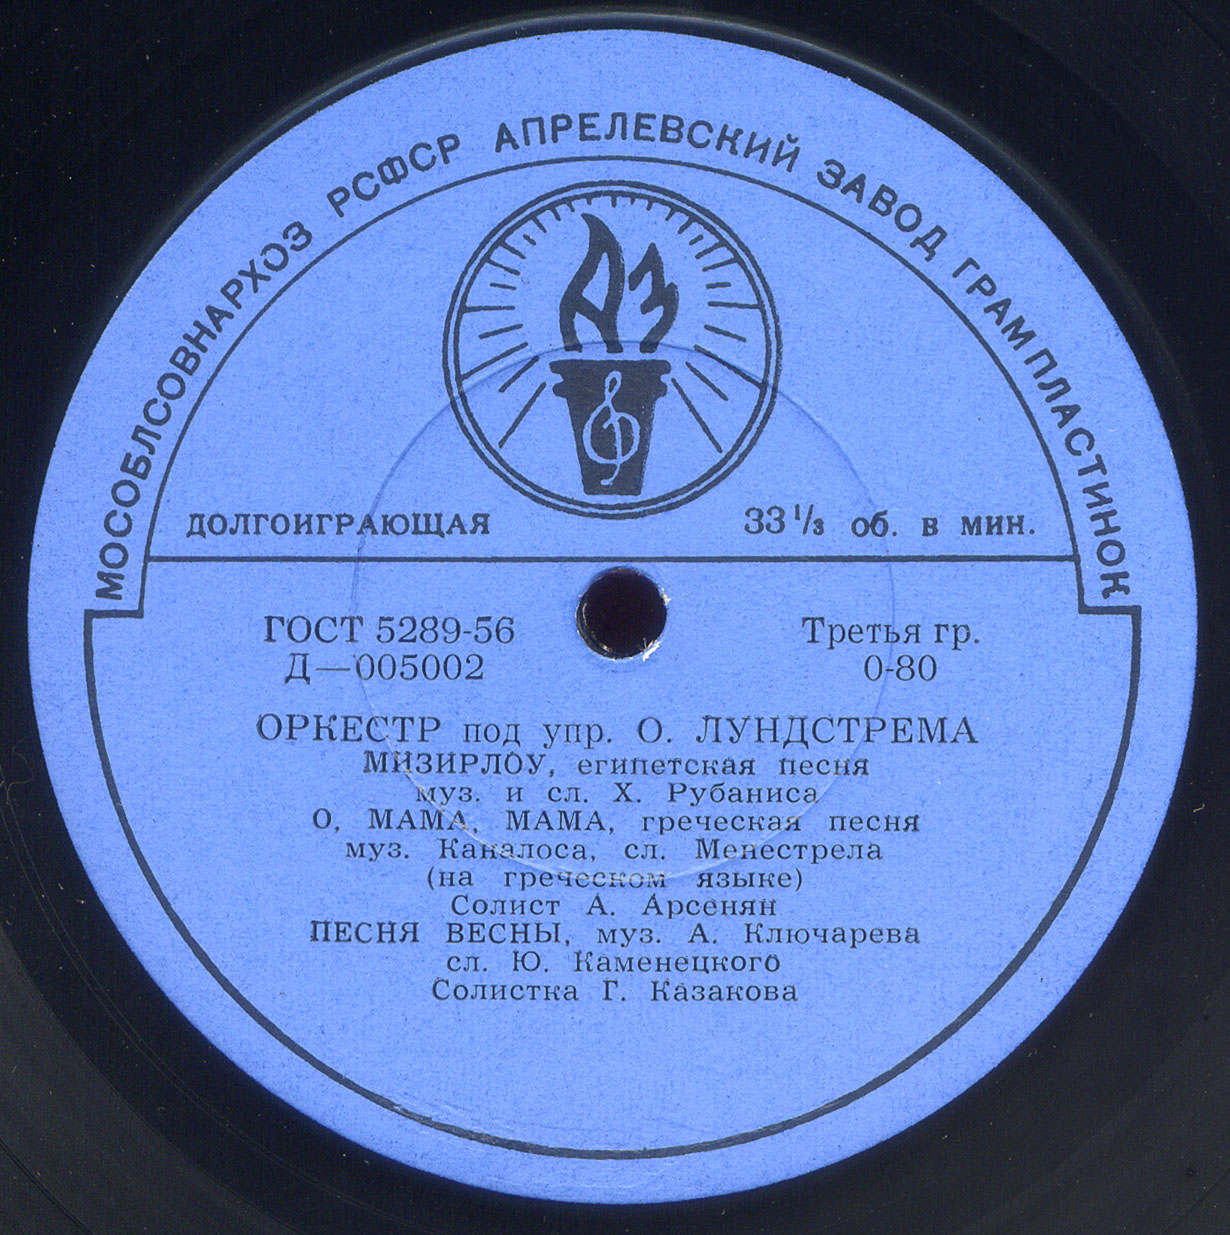 МОСОБЛСОВНАРХОЗ РСФСР АПРЕЛЕВСКИЙ ЗАВОД ГРАМПЛАСТИНОК
АЗ
ДОЛГОИГРАЮЩАЯ 33 1/3 об. в мин.
ГОСТ 5289-56 Третья гр.
Д—005002 0-80
ОРКЕСТР под упр. О. ЛУНДСТРЕМА
МИЗИРЛОУ, египетская песня
муз. и сл. Х. Рубаниса
О, МАМА, МАМА, греческая песня
муз. Каналоса, сл. Менестрела
(на греческом языке)
Солист А. Арсенян
ПЕСНЯ ВЕСНЫ, муз. А. Ключарева
сл. Ю. Каменецкого
Солистка Г. Казакова